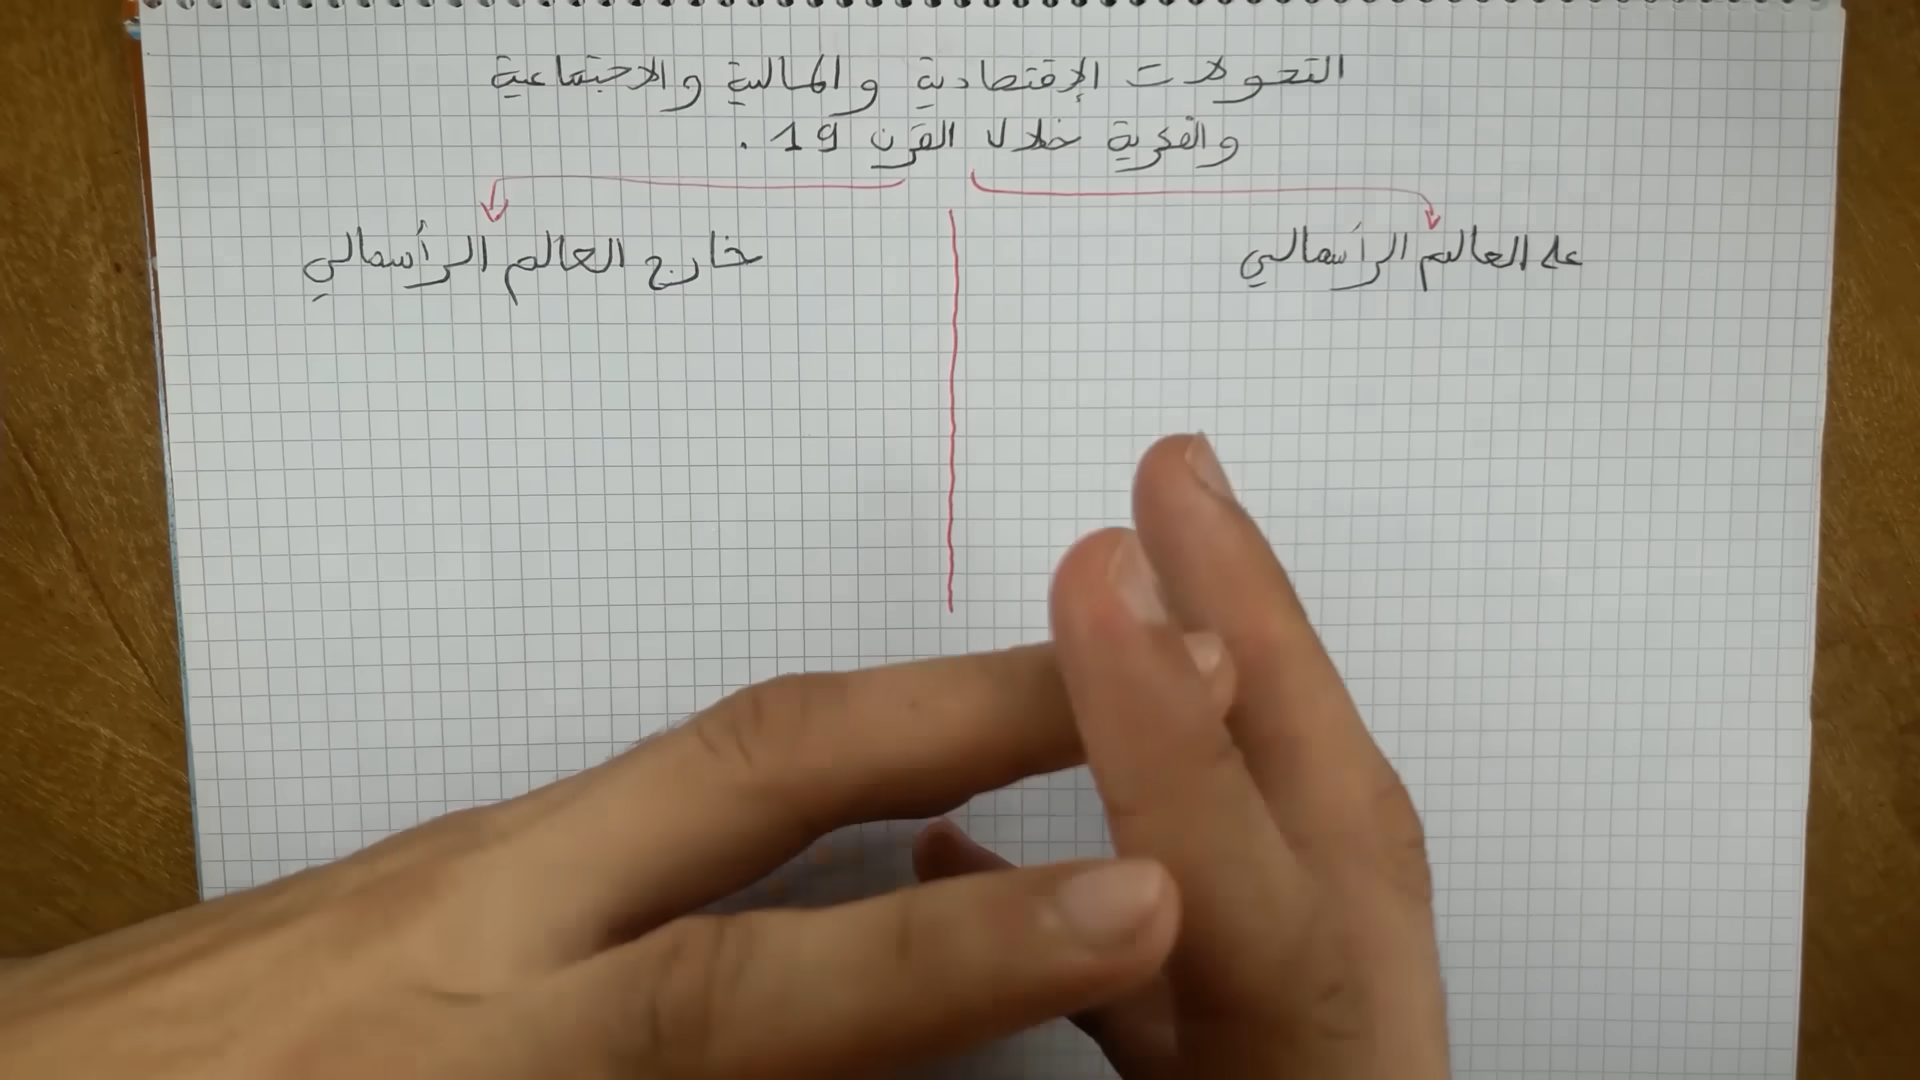 التحولات الإقتصادية والمالية والاجتماعية
والفكرية خلال القرن 19 .
على العالم الرأسمالي
خارج العالم الرأسمالي